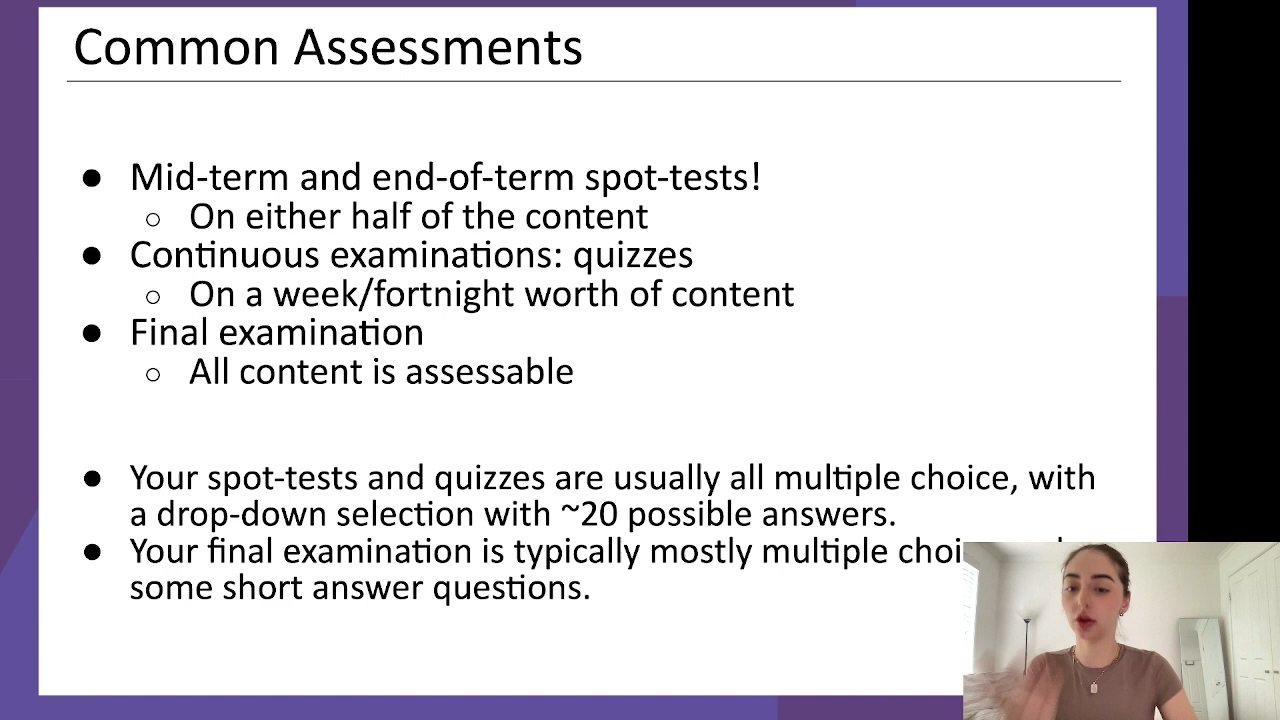 Common Assessments
● Mid-term and end-of-term spot-tests!
○ On either half of the content
● Continuous examinations: quizzes
○ On a week/fortnight worth of content
● Final examination
○ All content is assessable
● Your spot-tests and quizzes are usually all multiple choice, with
a drop-down selection with ~20 possible answers.
● Your final examination is typically mostly multiple
some short answer questions.